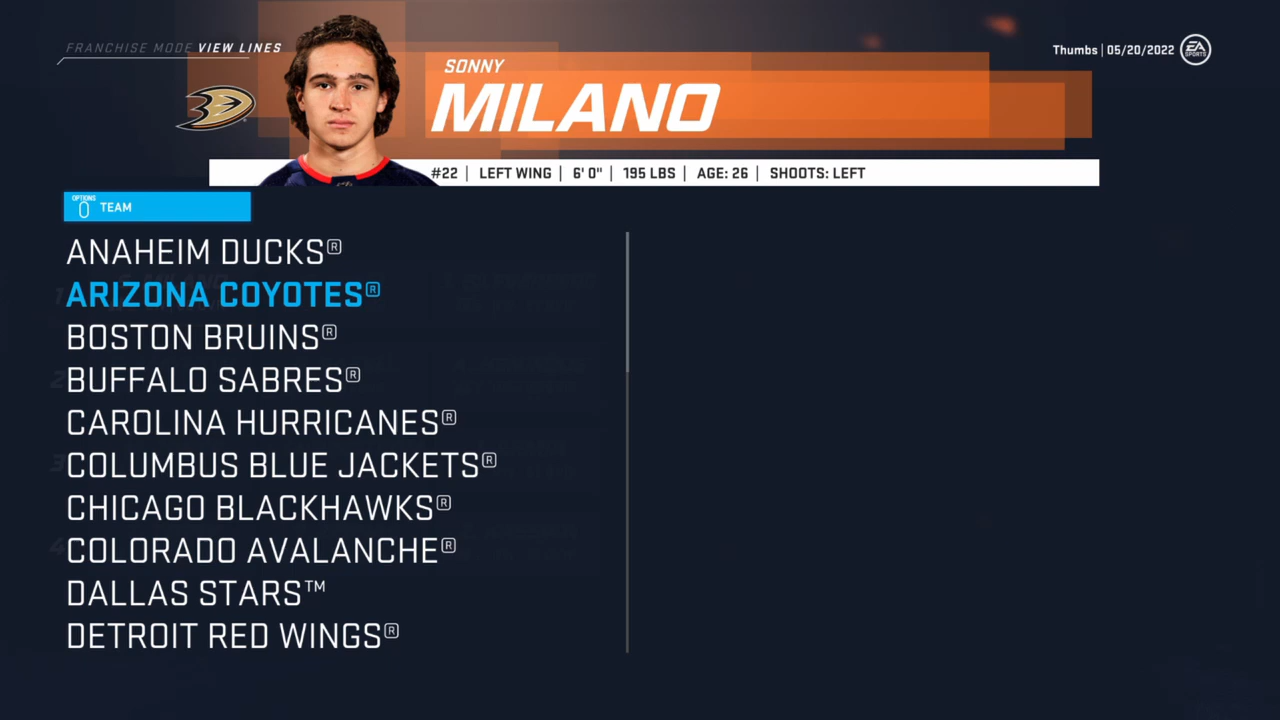 FRANCHISE MODE VIEW LINES
Thumbs | 05/20/2022
EA SPORTS
SONNY
MILANO
#22 | LEFT WING | 6' 0" | 195 LBS | AGE: 26 | SHOOTS: LEFT
OPTIONS
TEAM
ANAHEIM DUCKS®
ARIZONA COYOTES®
BOSTON BRUINS®
BUFFALO SABRES®
CAROLINA HURRICANES®
COLUMBUS BLUE JACKETS®
CHICAGO BLACKHAWKS®
COLORADO AVALANCHE®
DALLAS STARS™
DETROIT RED WINGS®